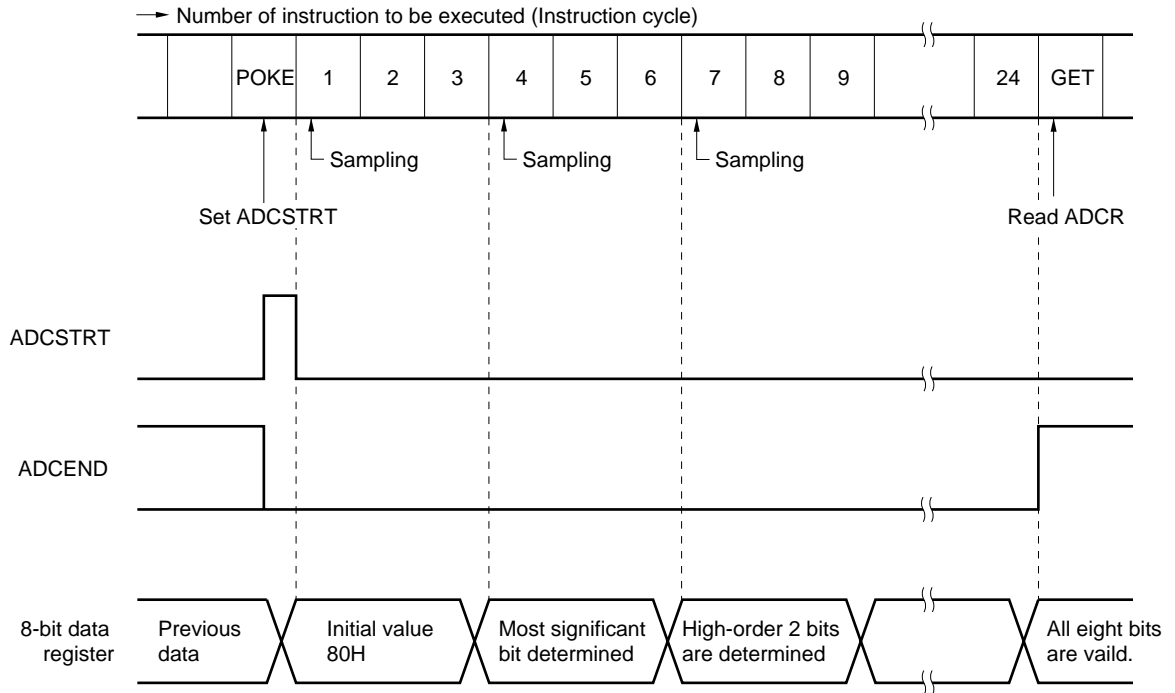 Number of instruction to be executed (Instruction cycle)
POKE 1 2 3 4 5 6 7 8 9 24 GET
Sampling Sampling Sampling
Set ADCSTRT Read ADCR
ADCSTRT
ADCEND
8-bit data
register
Previous
data
Initial value
80H
Most significant
bit determined
High-order 2 bits
are determined
All eight bits
are vaild.